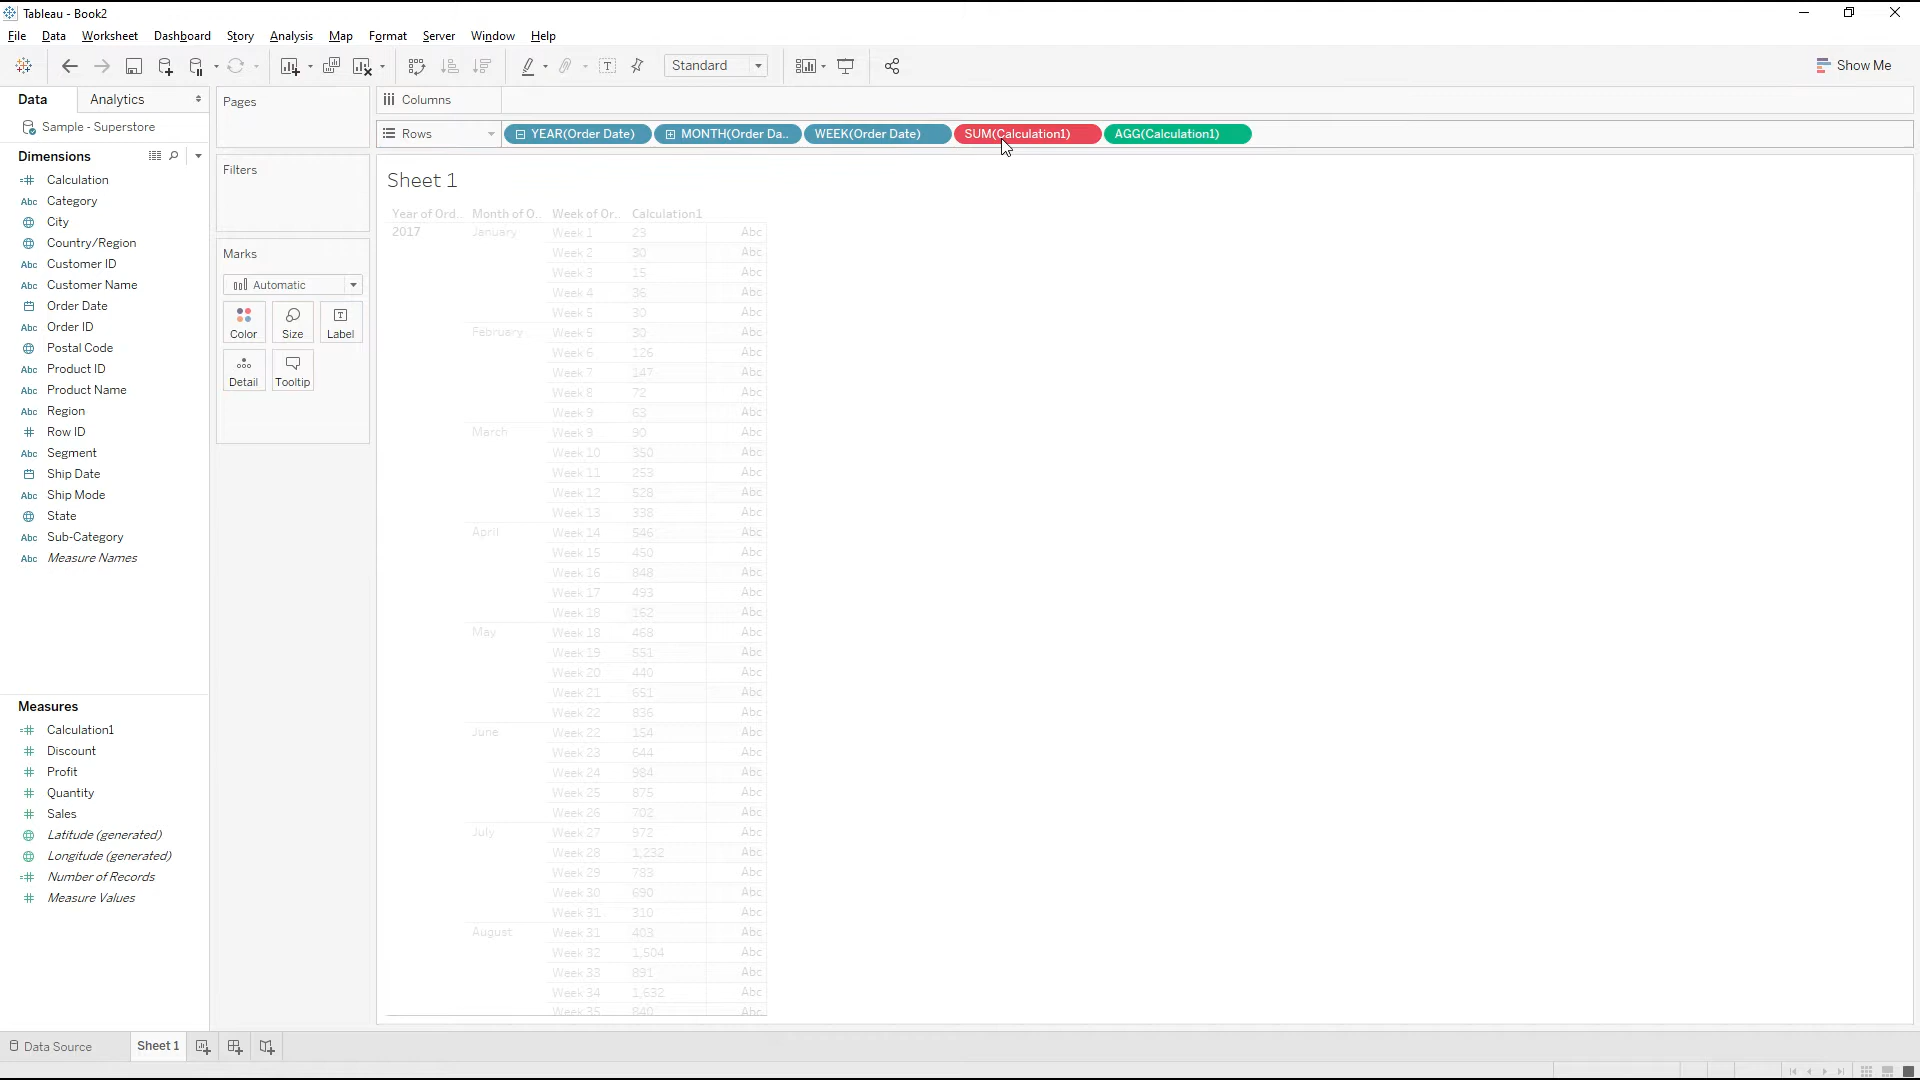 Tableau - Book2
File Data Worksheet Dashboard Story Analysis Map Format Server Window Help
Standard
Show Me
Data Analytics
Sample - Superstore
Dimensions
Calculation
Category
City
Country/Region
Customer ID
Customer Name
Order Date
Order ID
Postal Code
Product ID
Product Name
Region
Row ID
Segment
Ship Date
Ship Mode
State
Sub-Category
Measure Names
Measures
Calculation1
Discount
Profit
Quantity
Sales
Latitude (generated)
Longitude (generated)
Number of Records
Measure Values
Pages
Filters
Marks
Automatic
Color Size Label
Detail Tooltip
Columns
Rows YEAR(Order Date) MONTH(Order Da.. WEEK(Order Date) SUM(Calculation1) AGG(Calculation1)
Sheet 1
Year of Ord.. Month of O.. Week of Or.. Calculation1
2017 January Week 1 23 Abc
Week 2 30 Abc
Week 3 15 Abc
Week 4 36 Abc
Week 5 30 Abc
February Week 5 30 Abc
Week 6 126 Abc
Week 7 147 Abc
Week 8 72 Abc
Week 9 63 Abc
March Week 9 90 Abc
Week 10 350 Abc
Week 11 253 Abc
Week 12 528 Abc
Week 13 338 Abc
April Week 14 546 Abc
Week 15 450 Abc
Week 16 848 Abc
Week 17 493 Abc
Week 18 162 Abc
May Week 18 468 Abc
Week 19 551 Abc
Week 20 440 Abc
Week 21 651 Abc
Week 22 836 Abc
June Week 22 154 Abc
Week 23 644 Abc
Week 24 984 Abc
Week 25 875 Abc
Week 26 702 Abc
July Week 27 972 Abc
Week 28 1,232 Abc
Week 29 783 Abc
Week 30 690 Abc
Week 31 310 Abc
August Week 31 403 Abc
Week 32 1,504 Abc
Week 33 891 Abc
Week 34 1,632 Abc
Week 35 840 Abc
Data Source Sheet 1